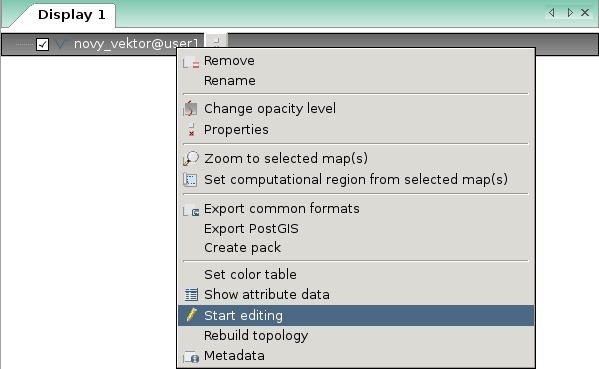 Display 1
novy_vektor@user1
Remove
Rename
Change opacity level
Properties
Zoom to selected map(s)
Set computational region from selected map(s)
Export common formats
Export PostGIS
Create pack
Set color table
Show attribute data
Start editing
Rebuild topology
Metadata